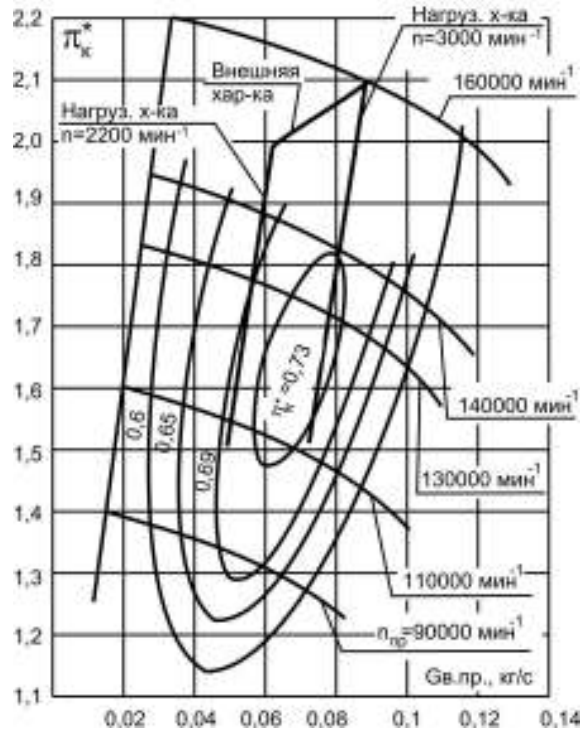 2,2
2,1
2,0
1,9
1,8
1,7
1,6
1,5
1,4
1,3
1,2
1,1
π*к
Нагруз. х-ка
n=3000 мин-1
Внешняя
хар-ка
160000 мин-1
Нагруз. х-ка
n=2200 мин-1
0,6
0,65
0,69
π*к=0,73
140000 мин-1
130000 мин-1
110000 мин-1
nпр=90000 мин-1
Gв.пр., кг/с
0,02 0,04 0,06 0,08 0,1 0,12 0,14